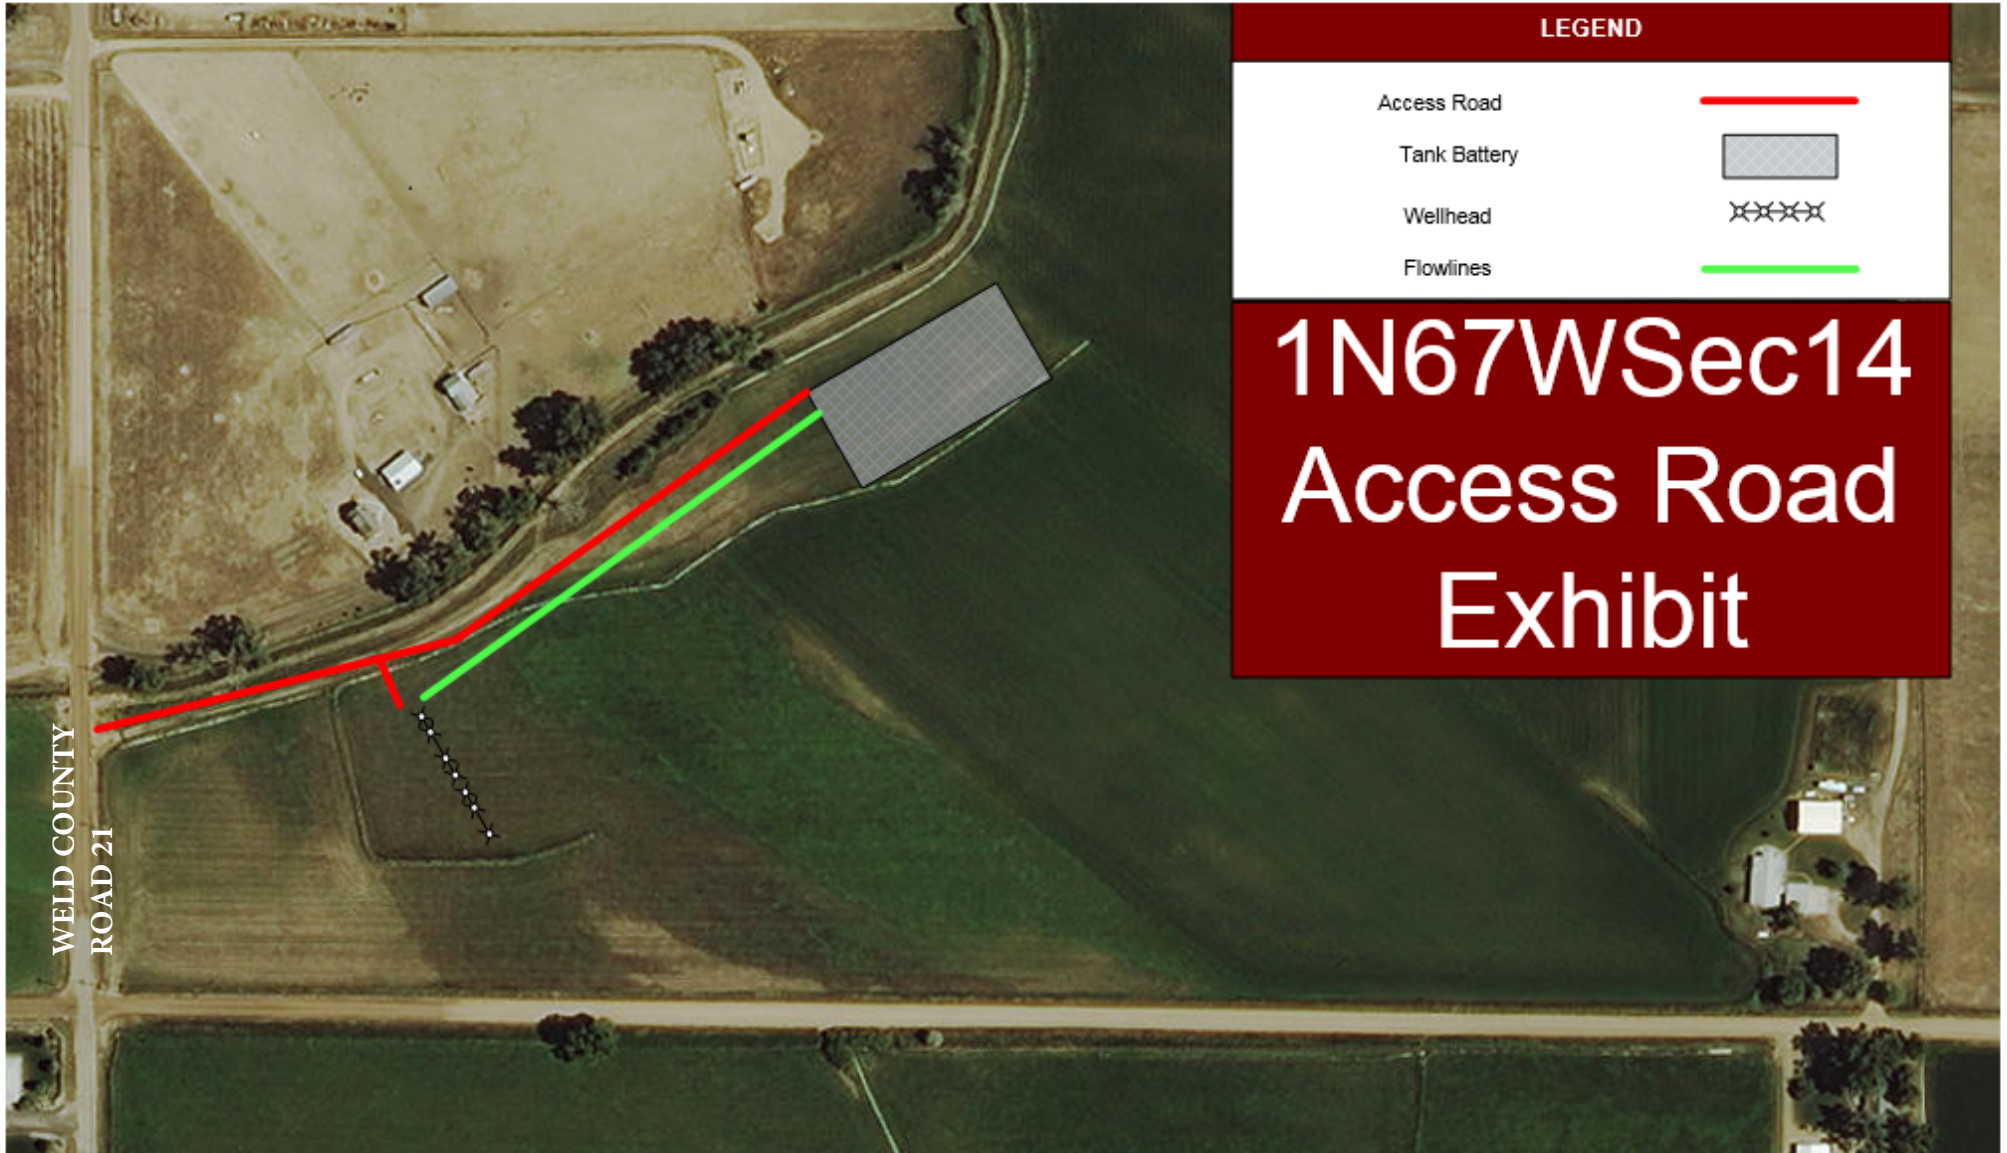 LEGEND
Access Road
Tank Battery
Wellhead
Flowlines
1N67WSec14
Access Road
Exhibit
WELD COUNTY
ROAD 21